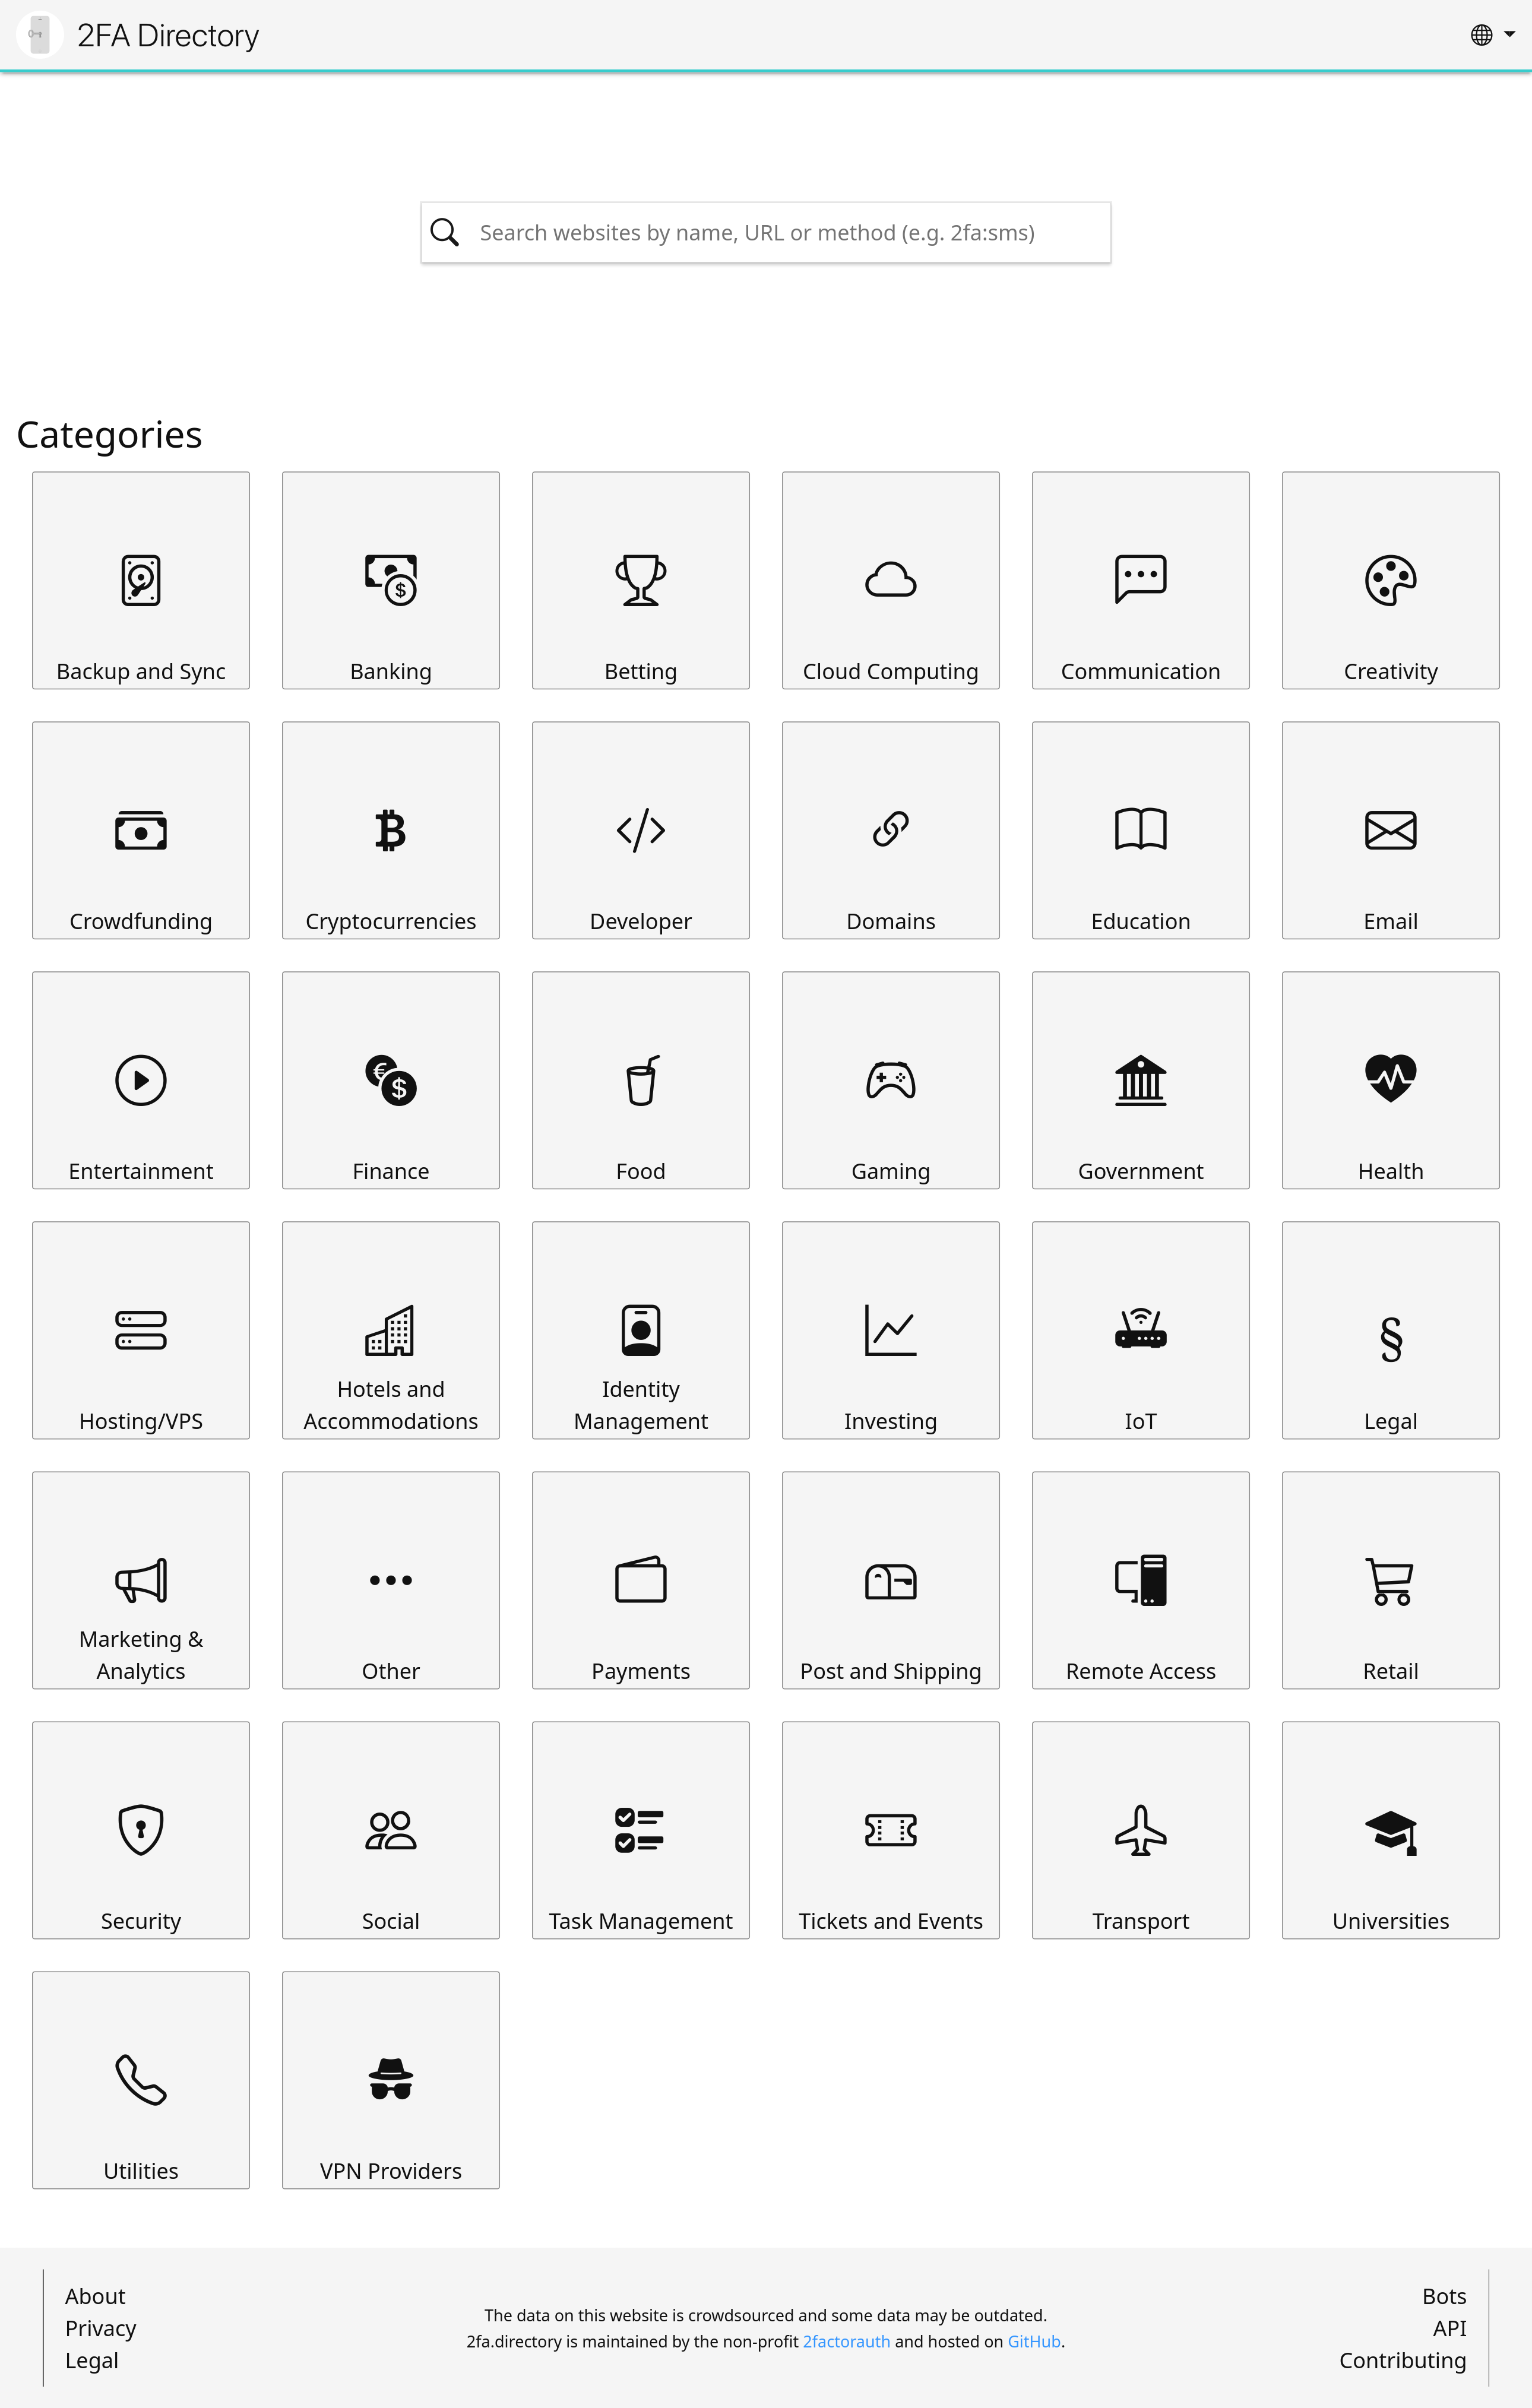 2FA Directory
Search websites by name, URL or method (e.g. 2fa:sms)
Categories
Backup and Sync
Banking
Betting
Cloud Computing
Communication
Creativity
Crowdfunding
Cryptocurrencies
Developer
Domains
Education
Email
Entertainment
Finance
Food
Gaming
Government
Health
Hosting/VPS
Hotels and
Accommodations
Identity
Management
Investing
IoT
Legal
Marketing &
Analytics
Other
Payments
Post and Shipping
Remote Access
Retail
Security
Social
Task Management
Tickets and Events
Transport
Universities
Utilities
VPN Providers
About
Privacy
Legal
The data on this website is crowdsourced and some data may be outdated.
2fa.directory is maintained by the non-profit 2factorauth and hosted on GitHub.
Bots
API
Contributing